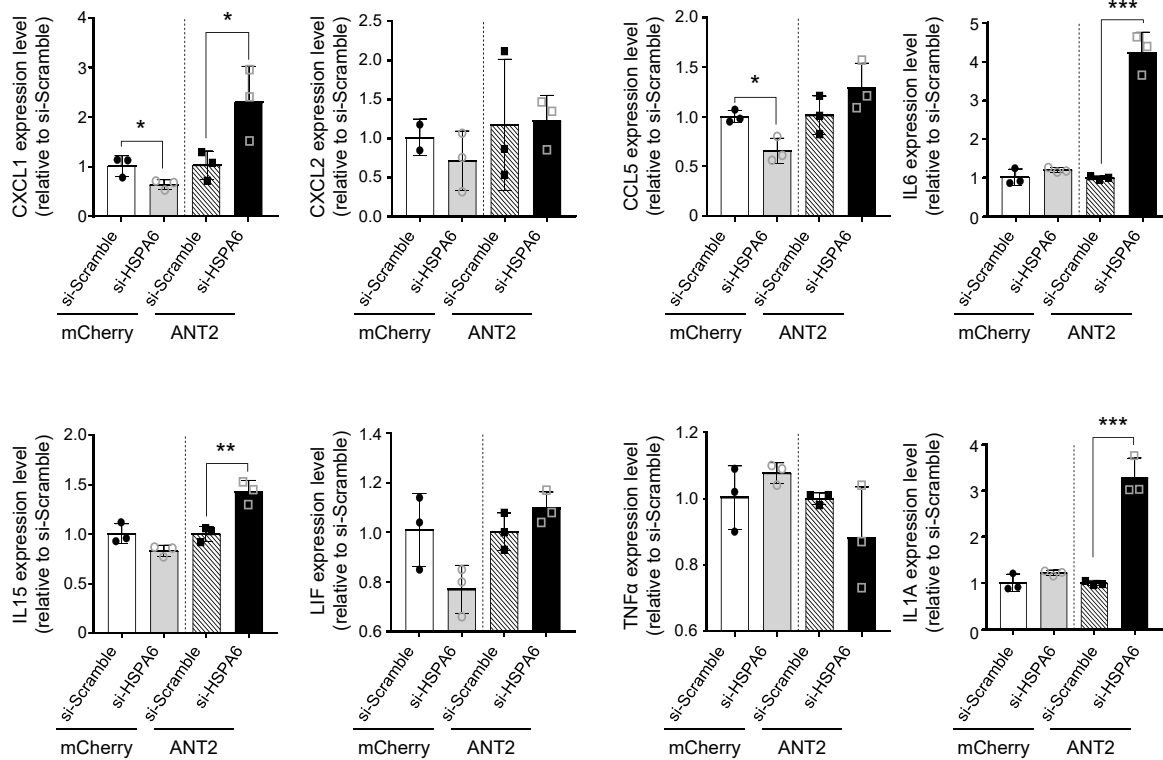 CXCL1 expression level
(relative to si-Scramble)
4
3
2
1
0
*
*
si-Scramble
si-HSPA6
si-Scramble
si-HSPA6
mCherry
ANT2
CXCL2 expression level
(relative to si-Scramble)
2.5
2.0
1.5
1.0
0.5
0.0
si-Scramble
si-HSPA6
si-Scramble
si-HSPA6
mCherry
ANT2
CCL5 expression level
(relative to si-Scramble)
2.0
1.5
1.0
0.5
0
*
si-Scramble
si-HSPA6
si-Scramble
si-HSPA6
mCherry
ANT2
IL6 expression level
(relative to si-Scramble)
5
4
3
2
1
0
***
si-Scramble
si-HSPA6
si-Scramble
si-HSPA6
mCherry
ANT2
IL15 expression level
(relative to si-Scramble)
2.0
1.5
1.0
0.5
0
**
si-Scramble
si-HSPA6
si-Scramble
si-HSPA6
mCherry
ANT2
LIF expression level
(relative to si-Scramble)
1.4
1.2
1.0
0.8
0.6
si-Scramble
si-HSPA6
si-Scramble
si-HSPA6
mCherry
ANT2
TNFα expression level
(relative to si-Scramble)
1.2
1.0
0.8
0.6
si-Scramble
si-HSPA6
si-Scramble
si-HSPA6
mCherry
ANT2
IL1A expression level
(relative to si-Scramble)
4
3
2
1
0
***
si-Scramble
si-HSPA6
si-Scramble
si-HSPA6
mCherry
ANT2